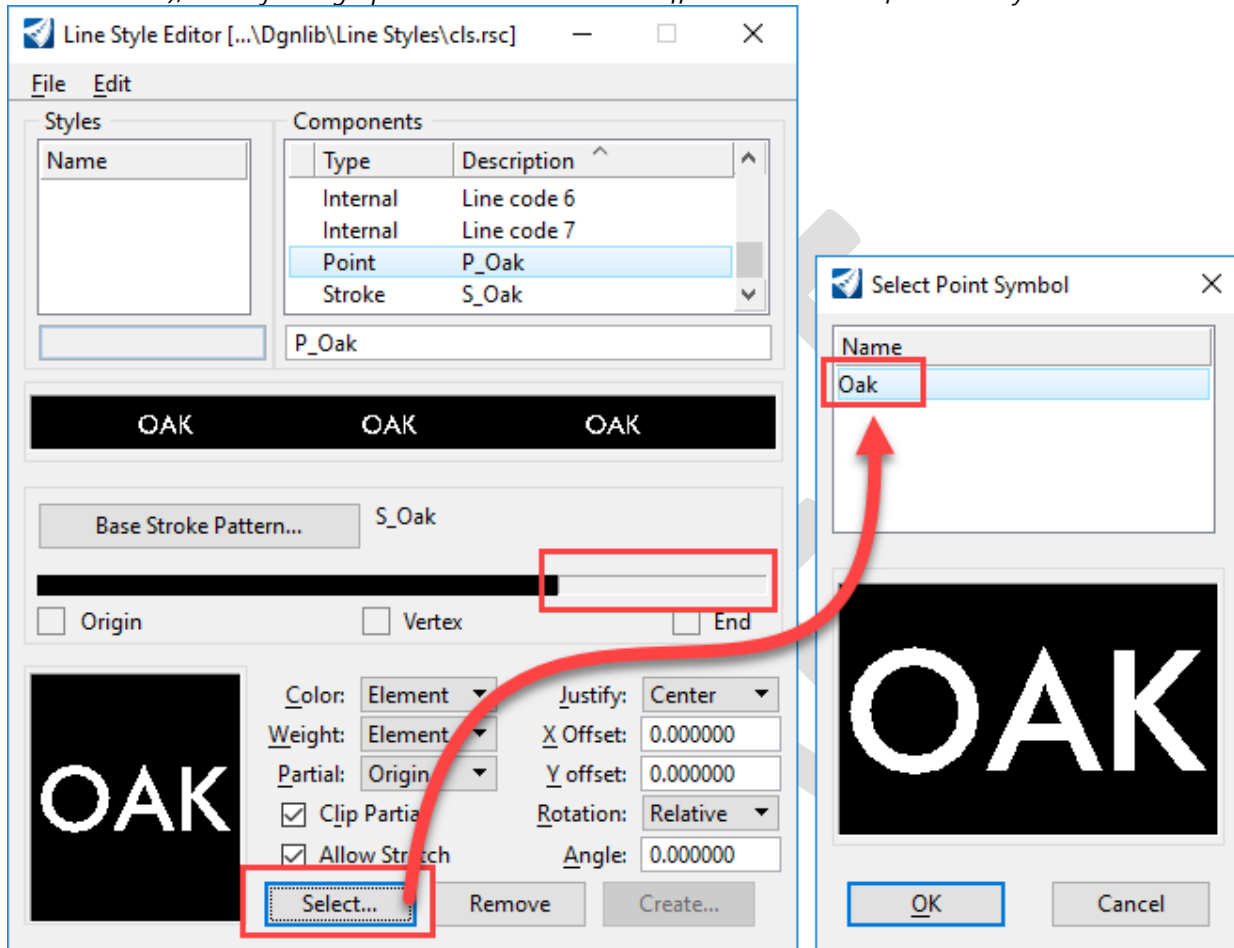 Line Style Editor [...\Dgnlib\Line Styles\cls.rsc]
File Edit
Styles
Components
Name
Type Description
Internal Line code 6
Internal Line code 7
Point P_Oak
Stroke S_Oak
P_Oak
OAK OAK OAK
Base Stroke Pattern... S_Oak
Origin Vertex End
OAK
Color: Element Justify: Center
Weight: Element X Offset: 0.000000
Partial: Origin Y offset: 0.000000
Clip Partia Rotation: Relative
Allow Stretch Angle: 0.000000
Select... Remove Create...
Select Point Symbol
Name
Oak
OAK
OK Cancel